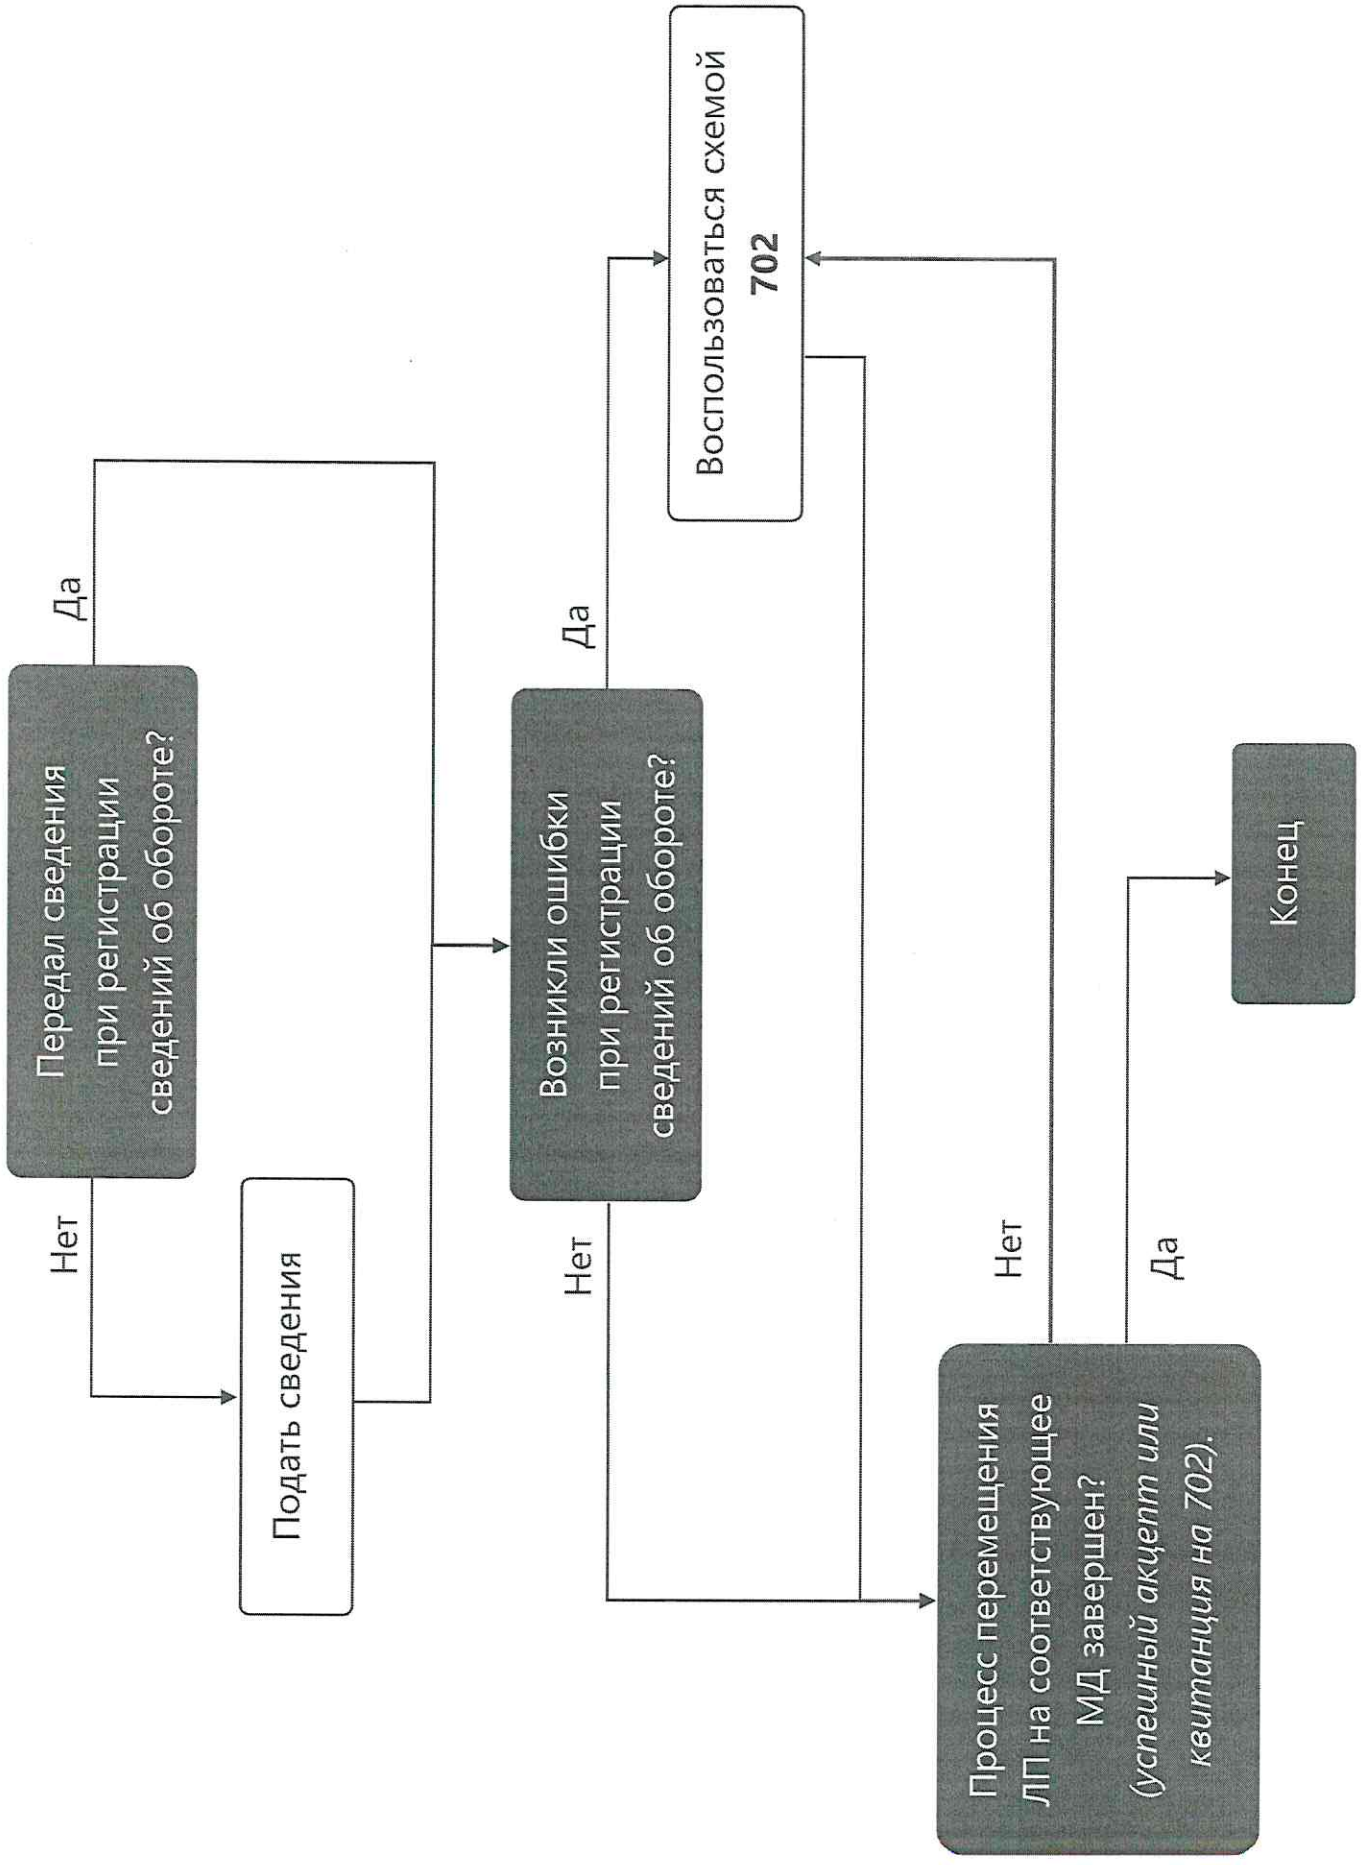 Передал сведения
при регистрации
сведений об обороте?
Нет
Да
Подать сведения
Возникли ошибки
при регистрации
сведений об обороте?
Нет
Да
Воспользоваться схемой
702
Процесс перемещения
ЛП на соответствующее
МД завершен?
(успешный акцепт или
квитанция на 702).
Нет
Да
Конец